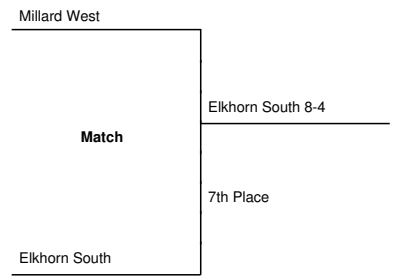 Millard West
Elkhorn South 8-4
Match
7th Place
Elkhorn South